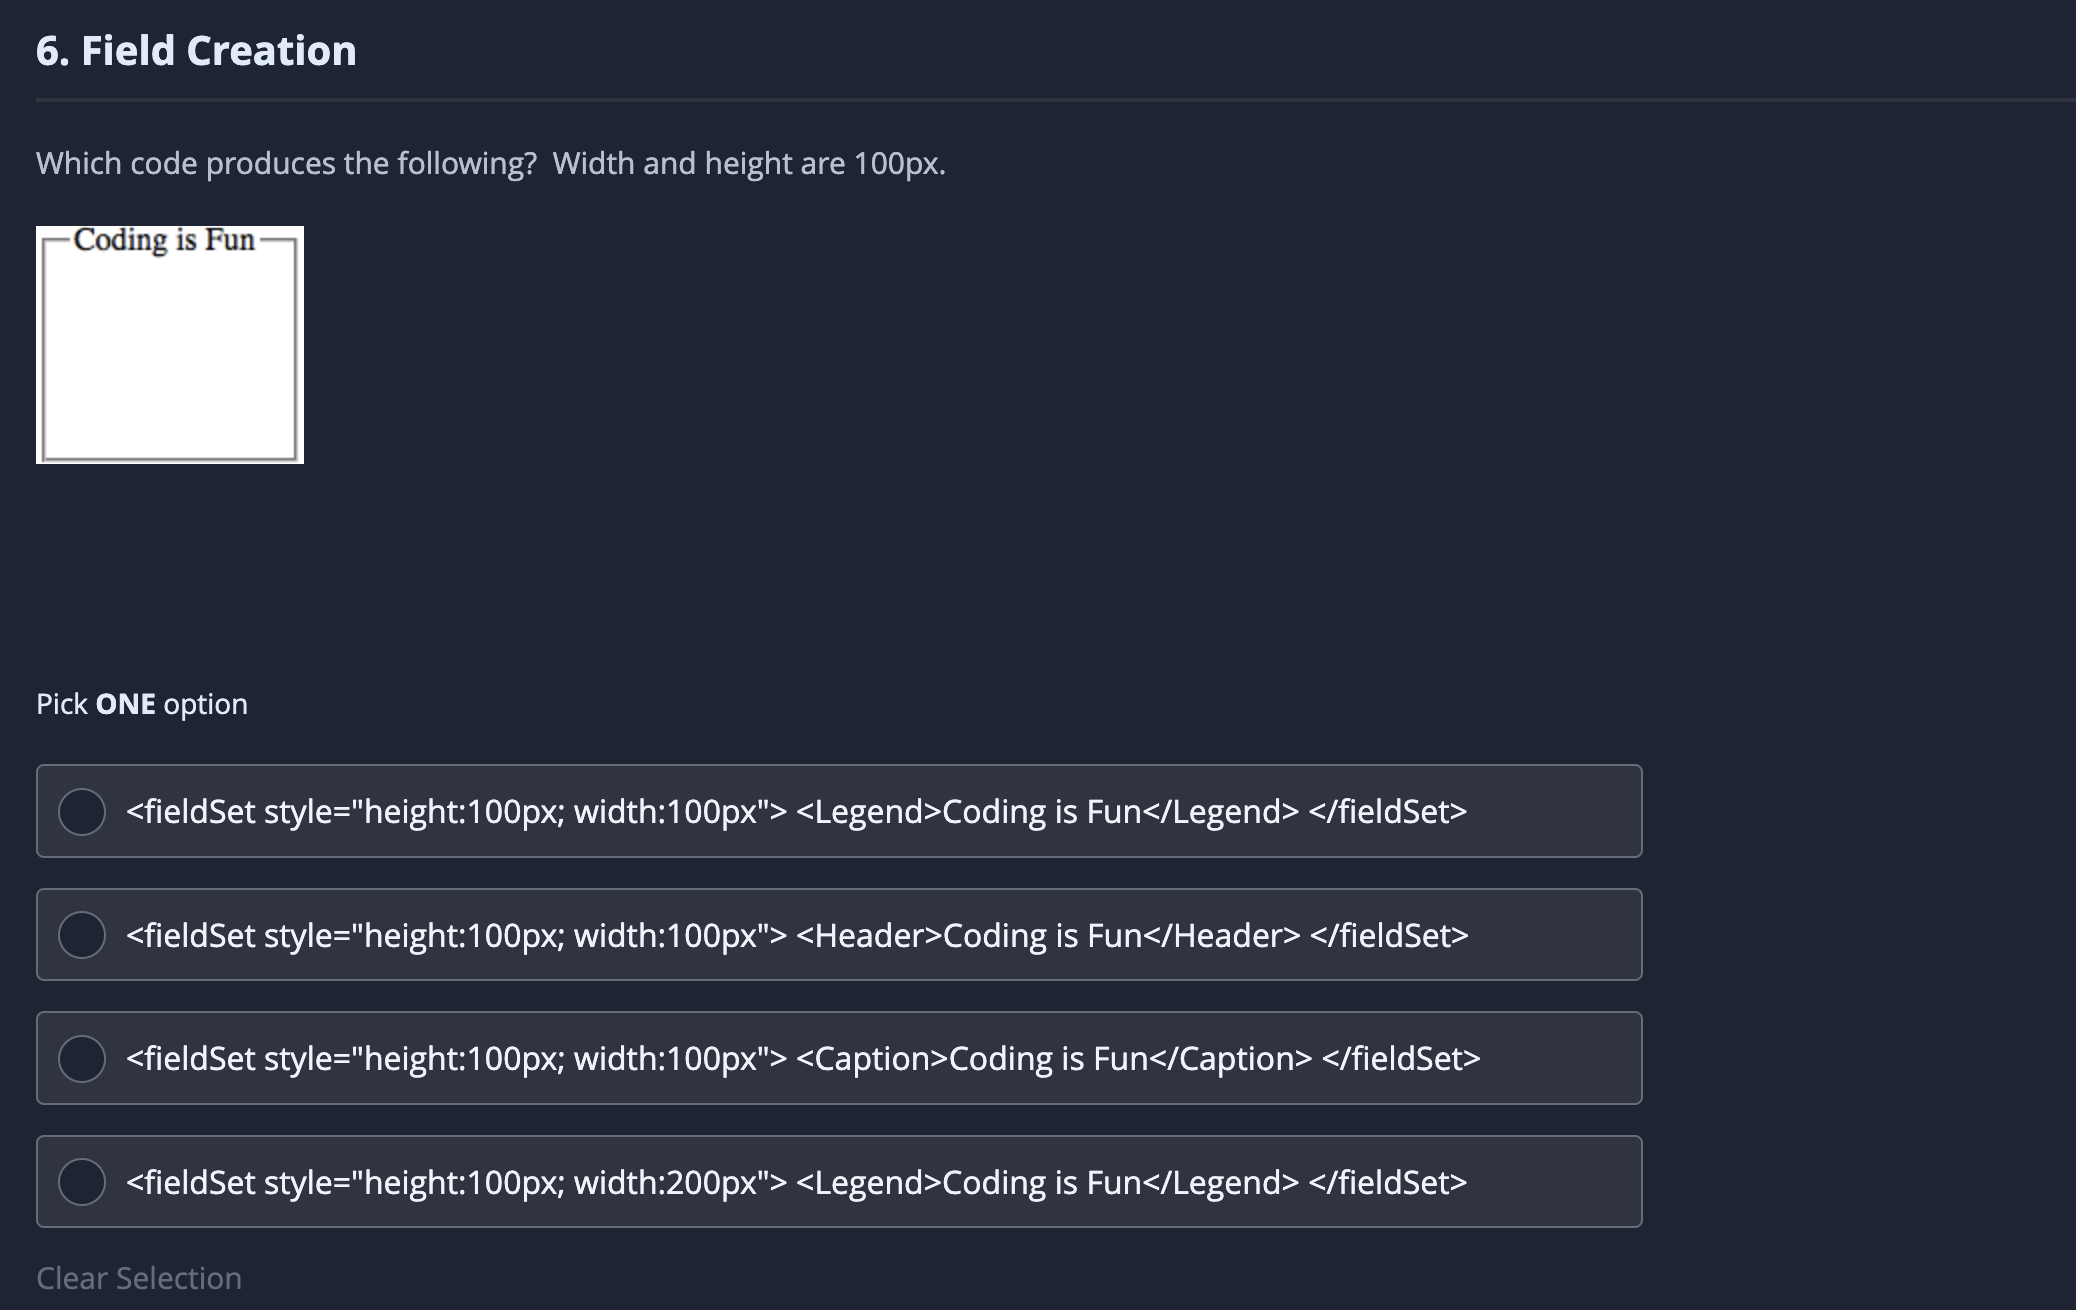 6. Field Creation
Which code produces the following?  Width and height are 100px.
Coding is Fun
Pick ONE option
<fieldSet style="height:100px; width:100px"> <Legend>Coding is Fun</Legend> </fieldSet>
<fieldSet style="height:100px; width:100px"> <Header>Coding is Fun</Header> </fieldSet>
<fieldSet style="height:100px; width:100px"> <Caption>Coding is Fun</Caption> </fieldSet>
<fieldSet style="height:100px; width:200px"> <Legend>Coding is Fun</Legend> </fieldSet>
Clear Selection